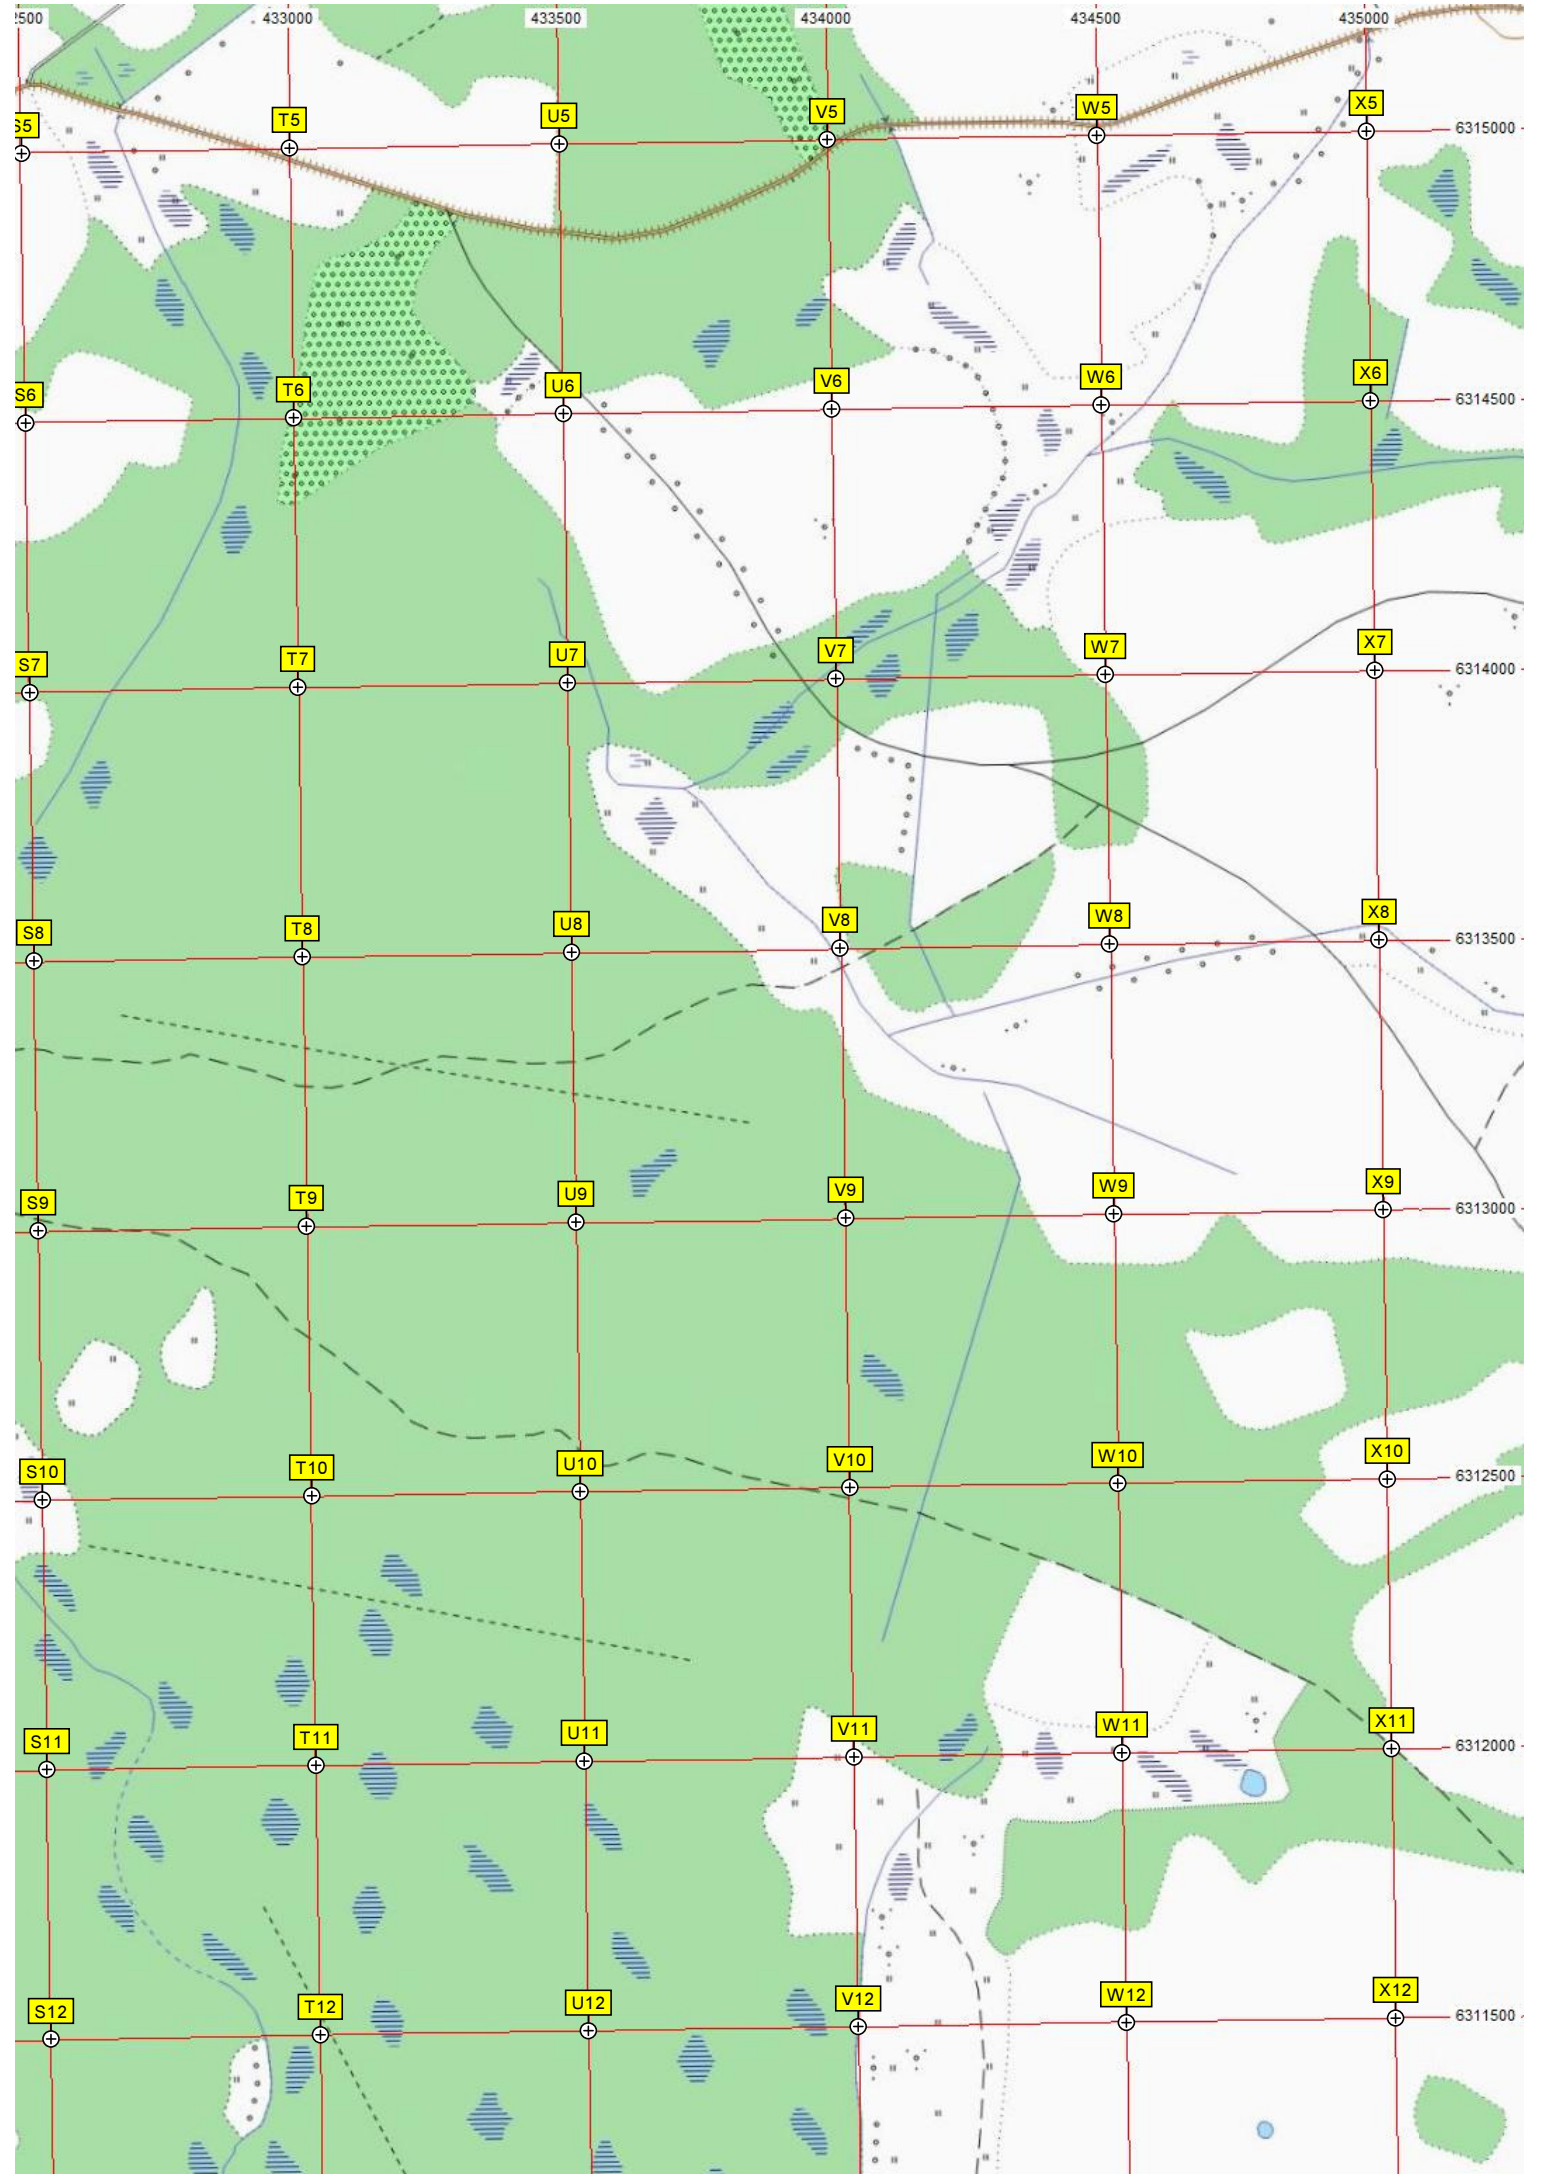 2500 433000 433500 434000 434500 435000
S5 T5 U5 V5 W5 X5 6315000
S6 T6 U6 V6 W6 X6 6314500
S7 T7 U7 V7 W7 X7 6314000
S8 T8 U8 V8 W8 X8 6313500
S9 T9 U9 V9 W9 X9 6313000
S10 T10 U10 V10 W10 X10 6312500
S11 T11 U11 V11 W11 X11 6312000
S12 T12 U12 V12 W12 X12 6311500